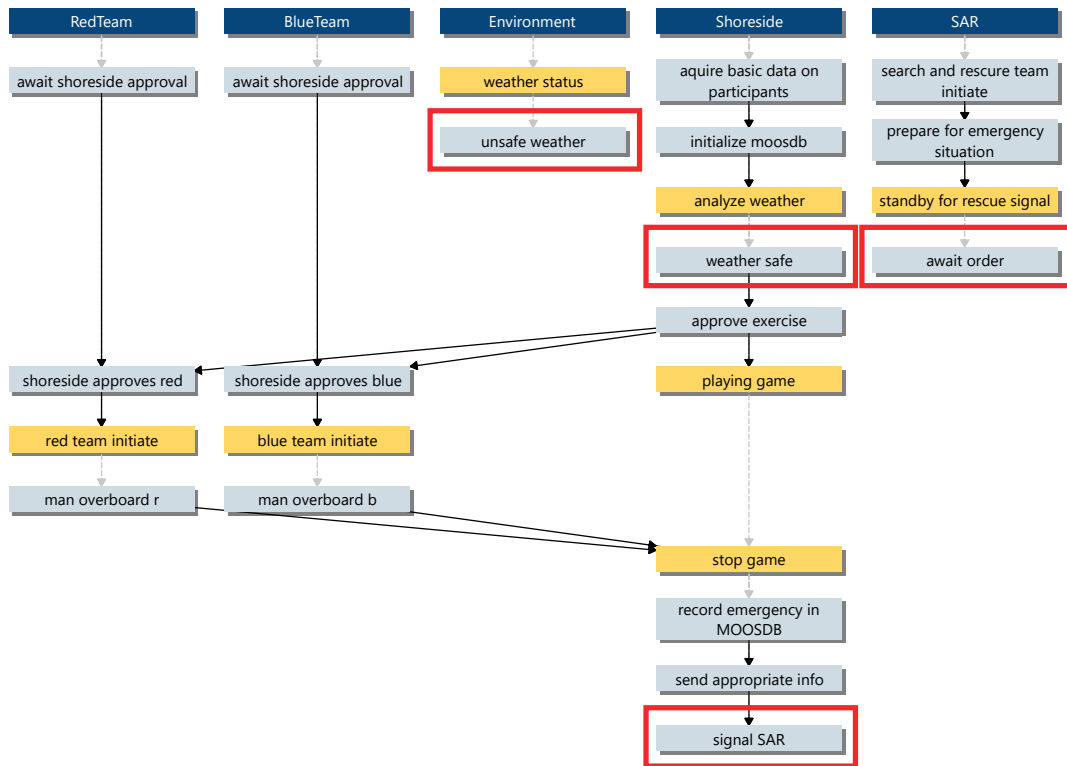 RedTeam
BlueTeam
Environment
Shoreside
SAR
await shoreside approval
await shoreside approval
weather status
aquire basic data on
participants
search and rescure team
initiate
unsafe weather
initialize moosdb
prepare for emergency
situation
analyze weather
standby for rescue signal
weather safe
await order
approve exercise
shoreside approves red
shoreside approves blue
playing game
red team initiate
blue team initiate
man overboard r
man overboard b
stop game
record emergency in
MOOSDB
send appropriate info
signal SAR